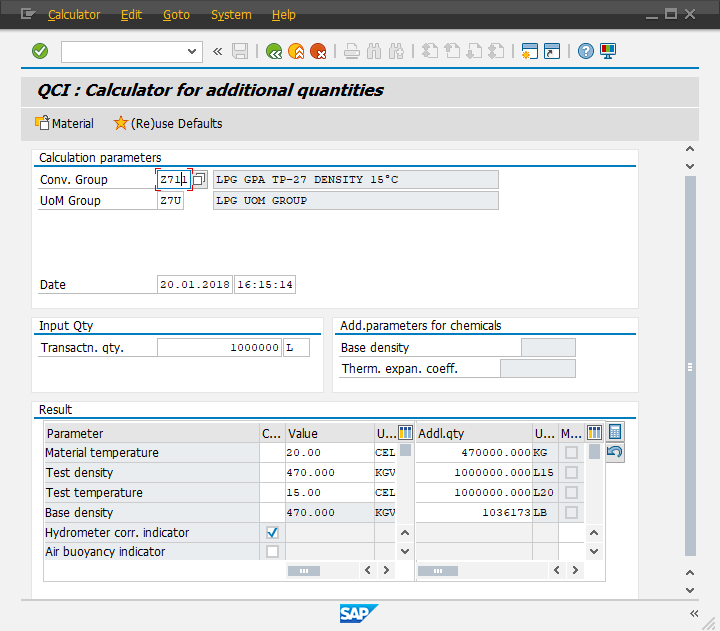 Calculator Edit Goto System Help
QCI : Calculator for additional quantities
Material (Re)use Defaults
Calculation parameters
Conv. Group Z711 LPG GPA TP-27 DENSITY 15°C
UoM Group Z7U LPG UOM GROUP
Date 20.01.2018 16:15:14
Input Qty Add.parameters for chemicals
Transactn. qty. 1000000 L Base density
Therm. expan. coeff.
Result
Parameter C... Value U... Addl.qty U... M...
Material temperature 20.00 CEL 470000.000 KG
Test density 470.000 KGV 1000000.000 L15
Test temperature 15.00 CEL 1000000.000 L20
Base density 470.000 KGV 1036173 LB
Hydrometer corr. indicator
Air buoyancy indicator
SAP